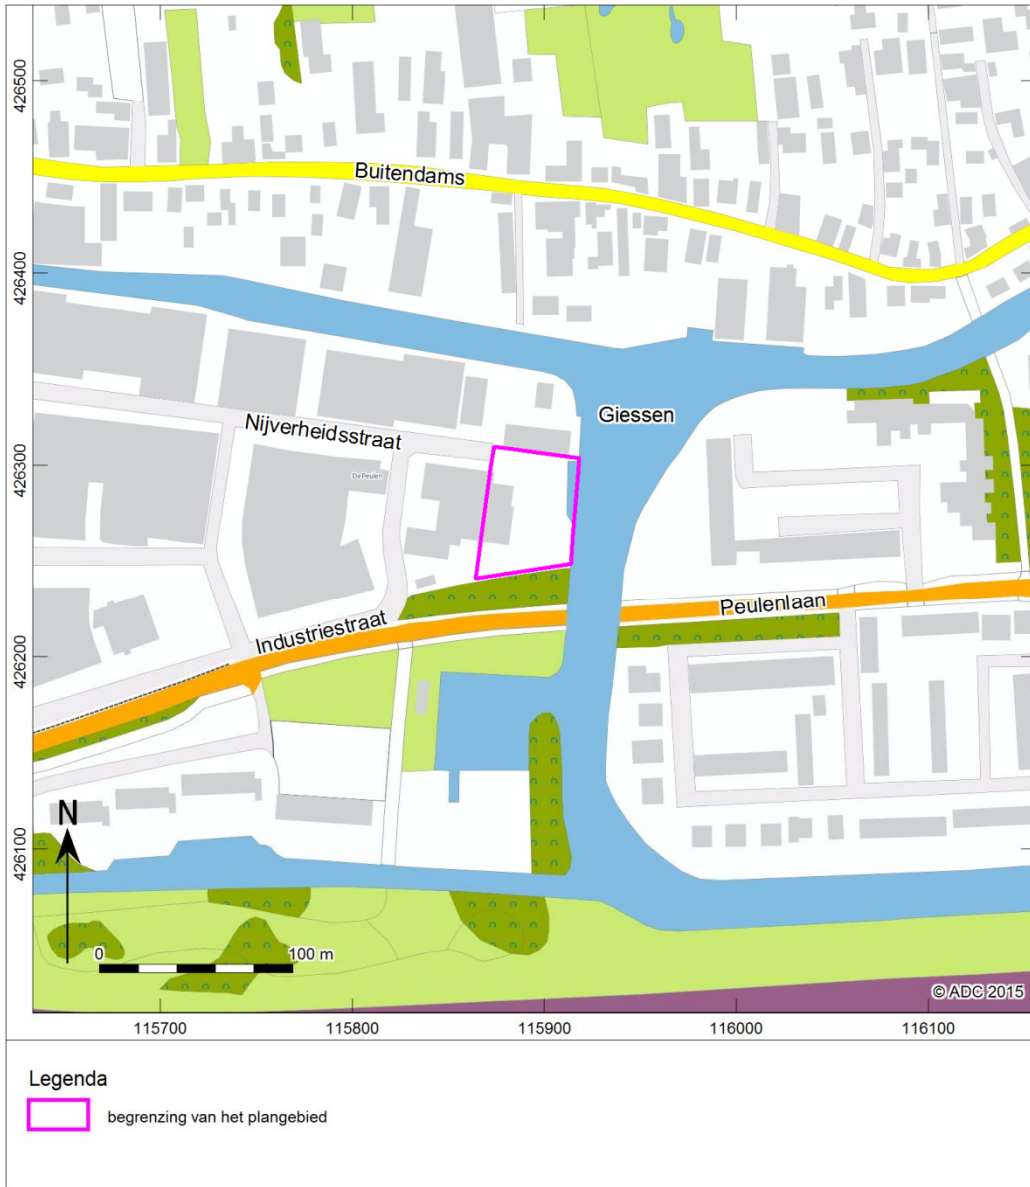 426500
Buitendams
426400
Giessen
Nijverheidsstraat
426300
De Peulen
Peulenlaan
Industriestraat
426200
N
426100
0 100 m
© ADC 2015
115700 115800 115900 116000 116100
Legenda
begrenzing van het plangebied